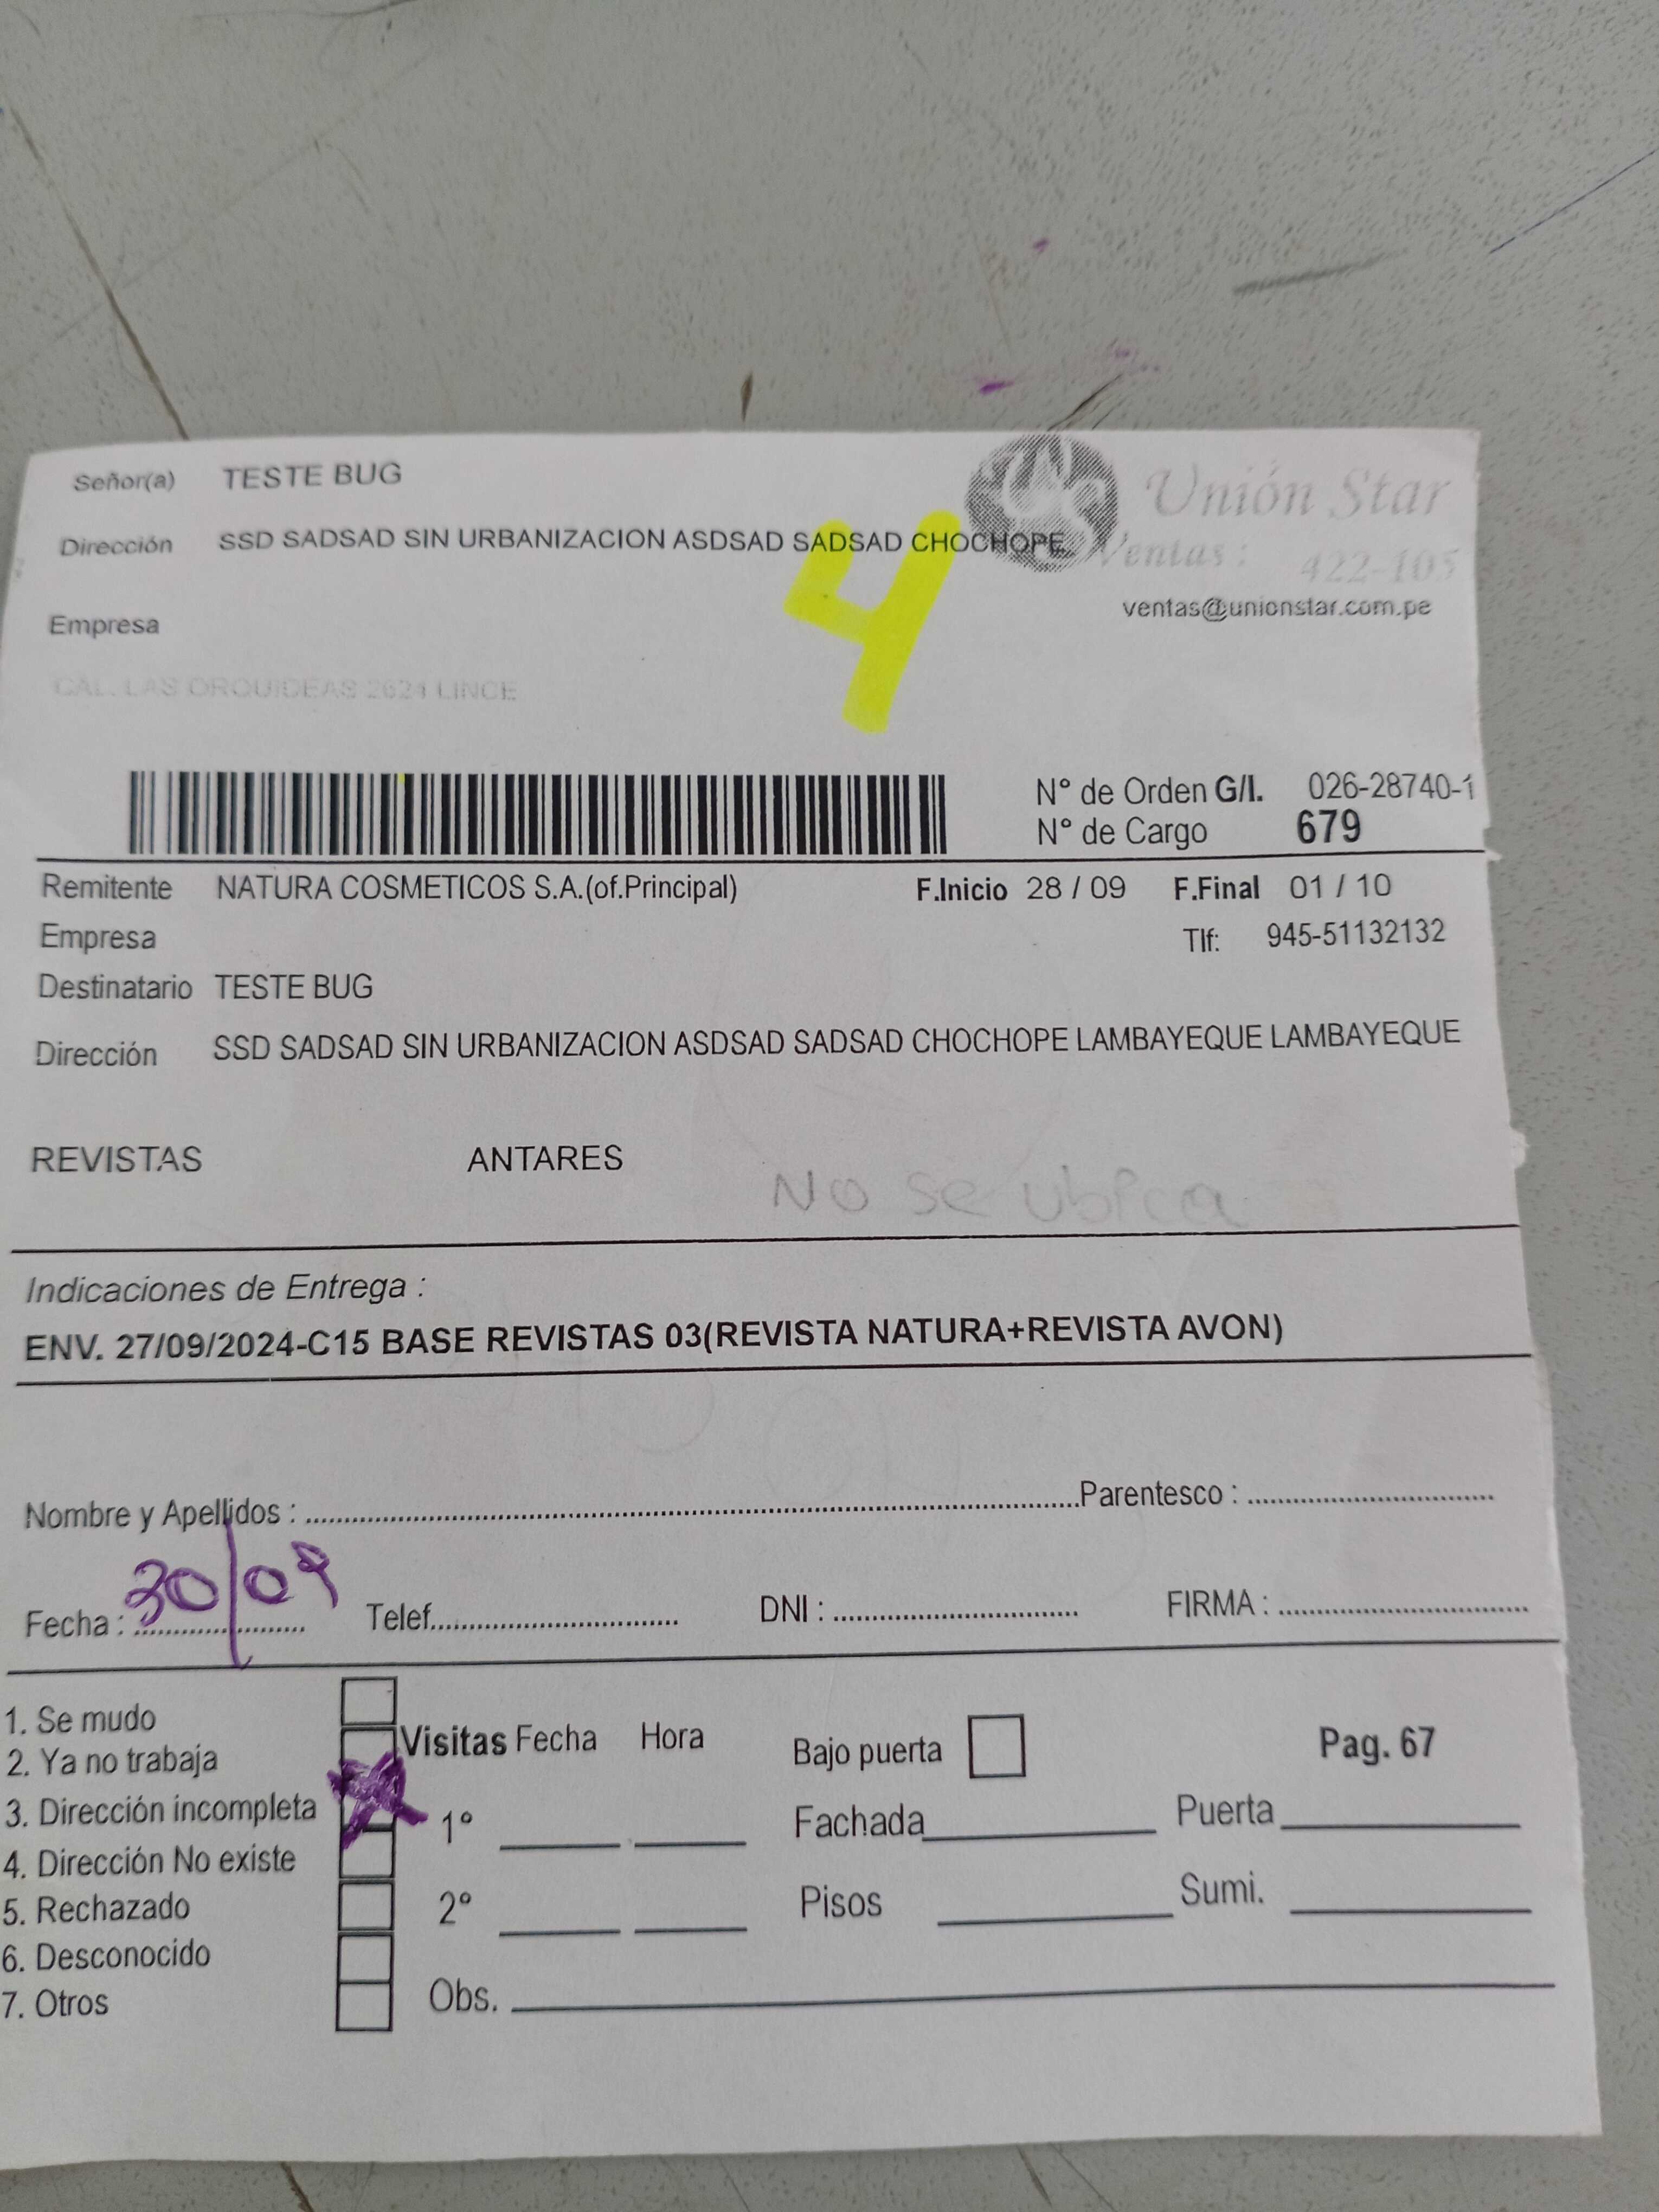 Señor(a) TESTE BUG
Unión Star
Dirección SSD SADSAD SIN URBANIZACION ASDSAD SADSAD CHOCHOPE
Ventas: 422-105
4
ventas@unionstar.com.pe
Empresa
CAL. LAS ORQUIDEAS 2624 LINCE
N° de Orden G/I. 026-28740-1
N° de Cargo 679
Remitente NATURA COSMETICOS S.A.(of.Principal) F.Inicio 28 / 09 F.Final 01 / 10
Empresa Tlf: 945-51132132
Destinatario TESTE BUG
Dirección SSD SADSAD SIN URBANIZACION ASDSAD SADSAD CHOCHOPE LAMBAYEQUE LAMBAYEQUE
REVISTAS ANTARES
No se ubica
Indicaciones de Entrega :
ENV. 27/09/2024-C15 BASE REVISTAS 03(REVISTA NATURA+REVISTA AVON)
Nombre y Apellidos : Parentesco :
Fecha : 30/09 Telef. DNI : FIRMA :
1. Se mudo
2. Ya no trabaja
3. Dirección incompleta
4. Dirección No existe
5. Rechazado
6. Desconocido
7. Otros
Visitas Fecha Hora
1°
2°
Obs.
Bajo puerta
Fachada
Pisos
Pag. 67
Puerta
Sumi.